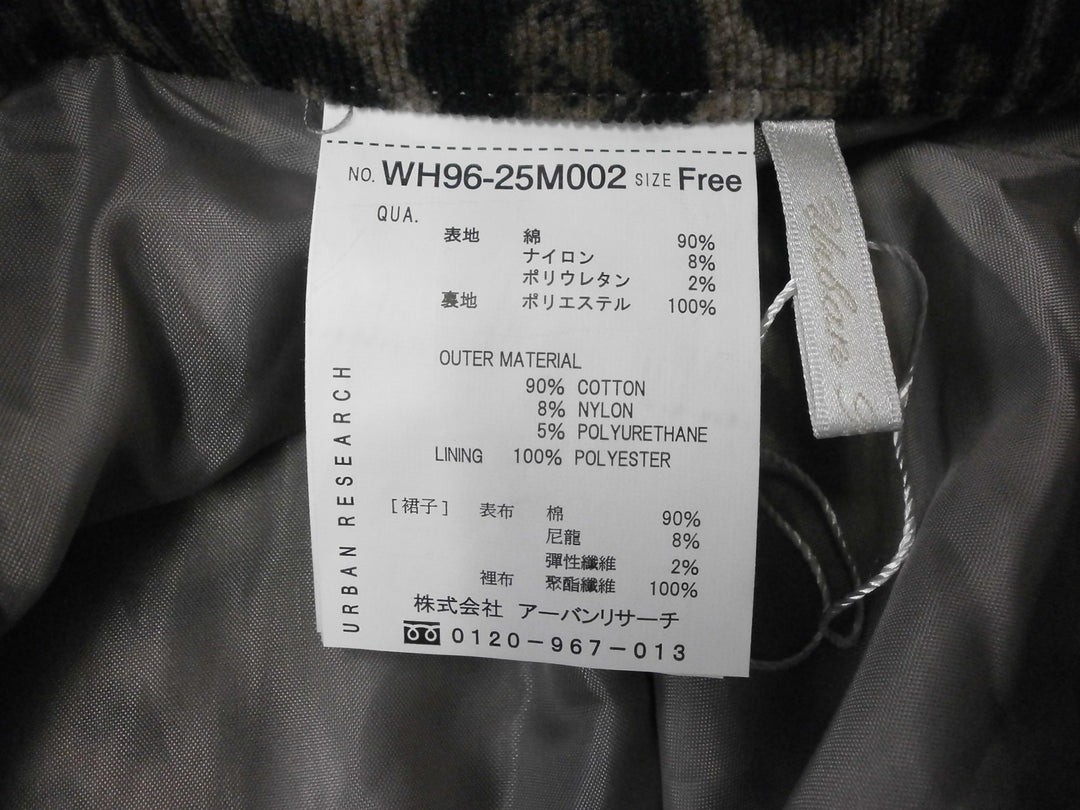 NO. WH96-25M002 SIZE Free
QUA.
表地 綿 90%
ナイロン 8%
ポリウレタン 2%
裏地 ポリエステル 100%
OUTER MATERIAL
90% COTTON
8% NYLON
5% POLYURETHANE
LINING 100% POLYESTER
[裙子] 表布 棉 90%
尼龍 8%
彈性纖維 2%
裡布 聚酯纖維 100%
株式会社 アーバンリサーチ
0120-967-013
URBAN RESEARCH